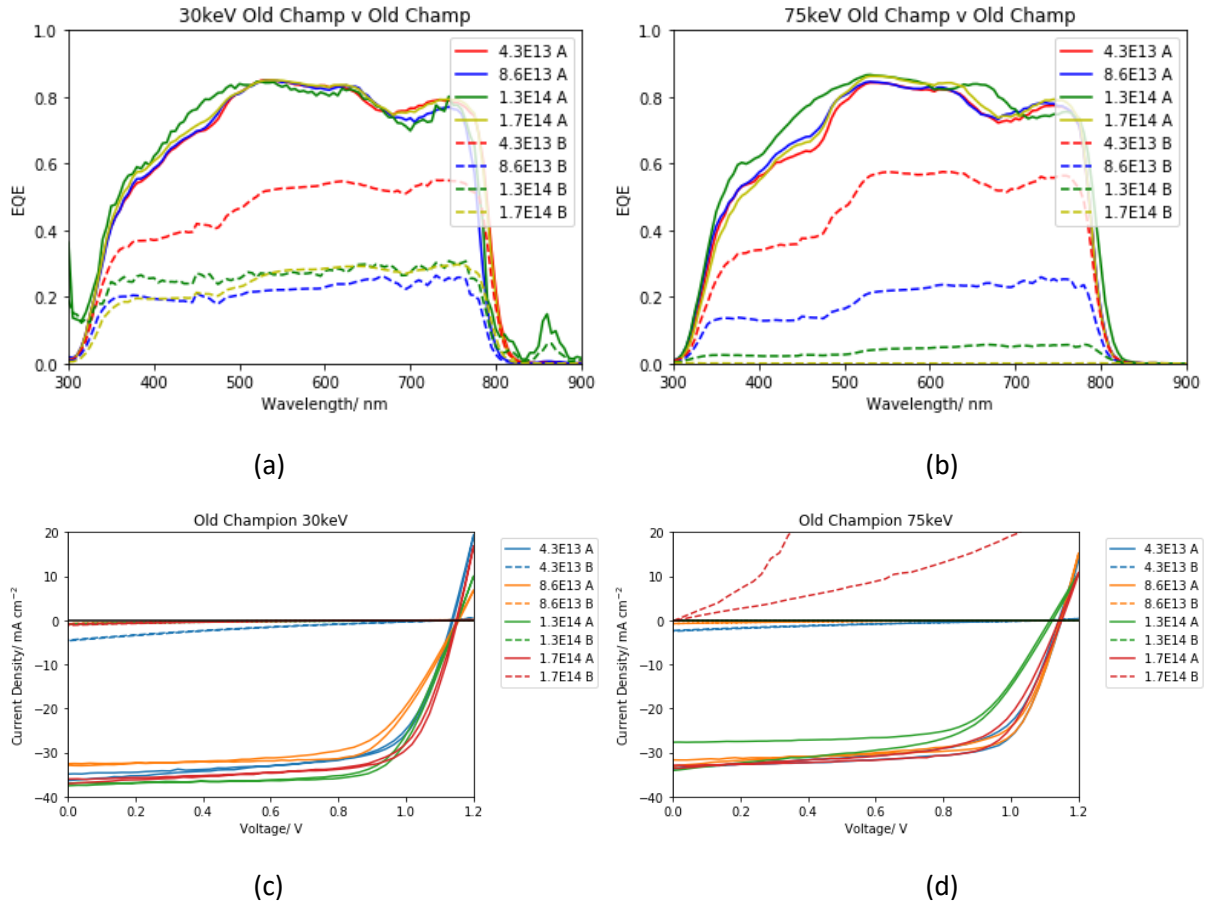 30keV Old Champ v Old Champ
1.0
0.8
0.6
0.4
0.2
0.0
EQE
300 400 500 600 700 800 900
Wavelength/ nm
4.3E13 A
8.6E13 A
1.3E14 A
1.7E14 A
4.3E13 B
8.6E13 B
1.3E14 B
1.7E14 B
(a)
75keV Old Champ v Old Champ
1.0
0.8
0.6
0.4
0.2
0.0
EQE
300 400 500 600 700 800 900
Wavelength/ nm
4.3E13 A
8.6E13 A
1.3E14 A
1.7E14 A
4.3E13 B
8.6E13 B
1.3E14 B
1.7E14 B
(b)
Old Champion 30keV
20
10
0
−10
−20
−30
−40
Current Density/ mA cm⁻²
0.0 0.2 0.4 0.6 0.8 1.0 1.2
Voltage/ V
4.3E13 A
4.3E13 B
8.6E13 A
8.6E13 B
1.3E14 A
1.3E14 B
1.7E14 A
1.7E14 B
(c)
Old Champion 75keV
20
10
0
−10
−20
−30
−40
Current Density/ mA cm⁻²
0.0 0.2 0.4 0.6 0.8 1.0 1.2
Voltage/ V
4.3E13 A
4.3E13 B
8.6E13 A
8.6E13 B
1.3E14 A
1.3E14 B
1.7E14 A
1.7E14 B
(d)